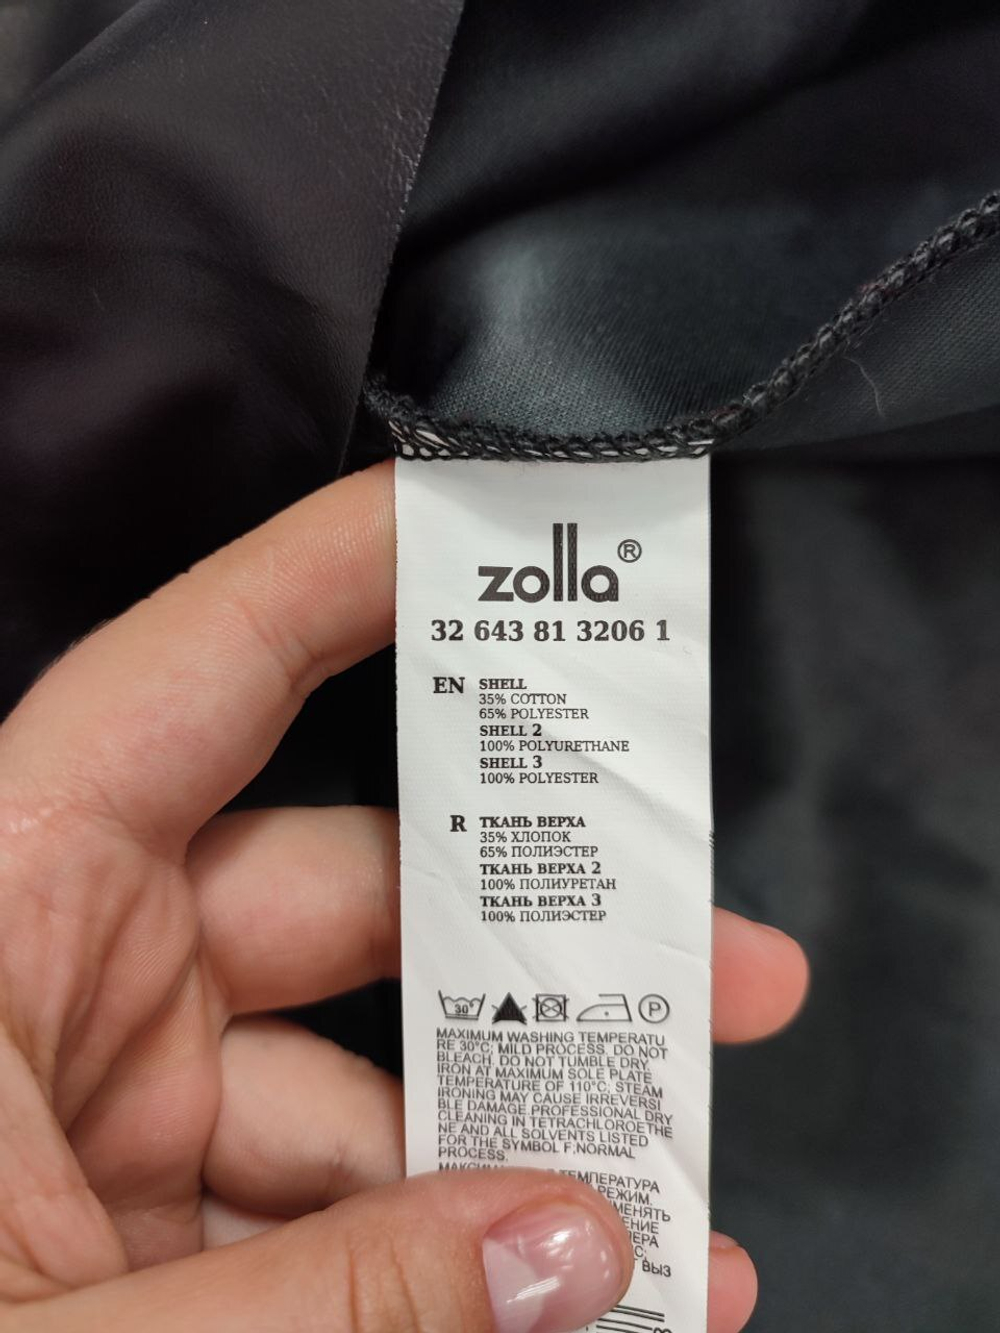 zolla®
32 643 81 3206 1
EN SHELL
35% COTTON
65% POLYESTER
SHELL 2
100% POLYURETHANE
SHELL 3
100% POLYESTER
R ТКАНЬ ВЕРХА
35% ХЛОПОК
65% ПОЛИЭСТЕР
ТКАНЬ ВЕРХА 2
100% ПОЛИУРЕТАН
ТКАНЬ ВЕРХА 3
100% ПОЛИЭСТЕР
30° P
MAXIMUM WASHING TEMPERATU
RE 30°C; MILD PROCESS. DO NOT
BLEACH. DO NOT TUMBLE DRY.
IRON AT MAXIMUM SOLE PLATE
TEMPERATURE OF 110°C; STEAM
IRONING MAY CAUSE IRREVERSI
BLE DAMAGE.PROFESSIONAL DRY
CLEANING IN TETRACHLOROETHE
NE AND ALL SOLVENTS LISTED
FOR THE SYMBOL F;NORMAL
PROCESS.
ТЕМПЕРАТУРА
РЕЖИМ.